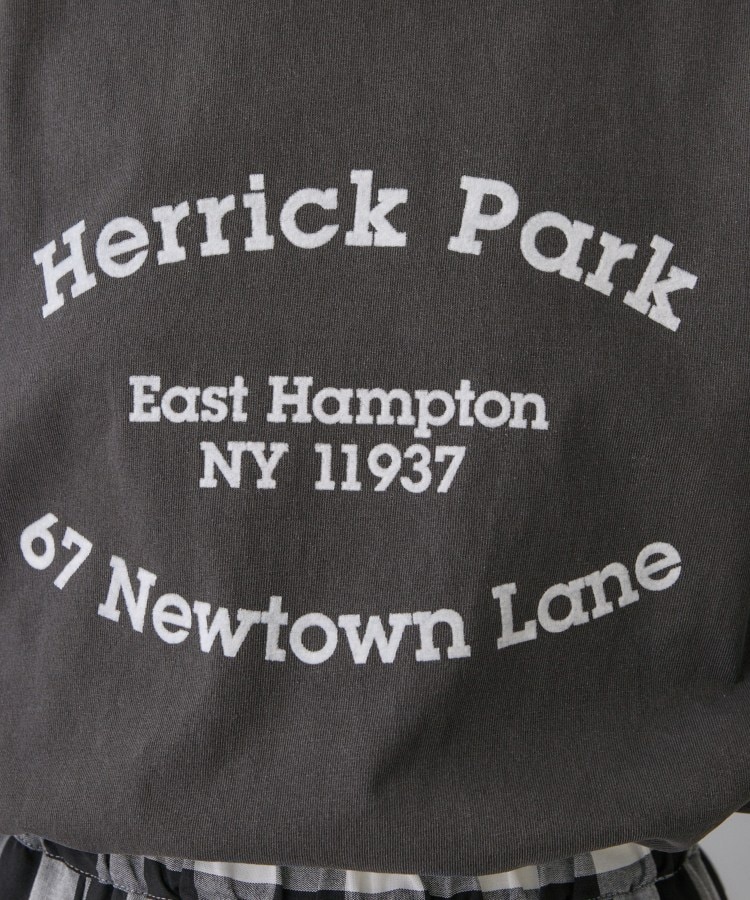 Herrick Park
East Hampton
NY 11937
67 Newtown Lane